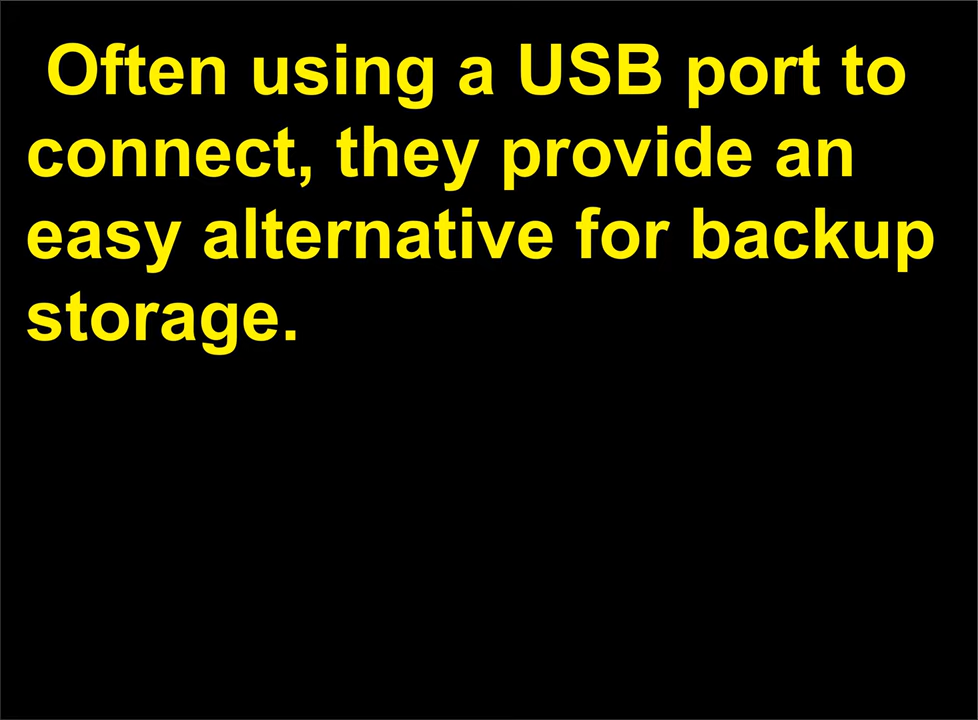 Often using a USB port to
connect, they provide an
easy alternative for backup
storage.